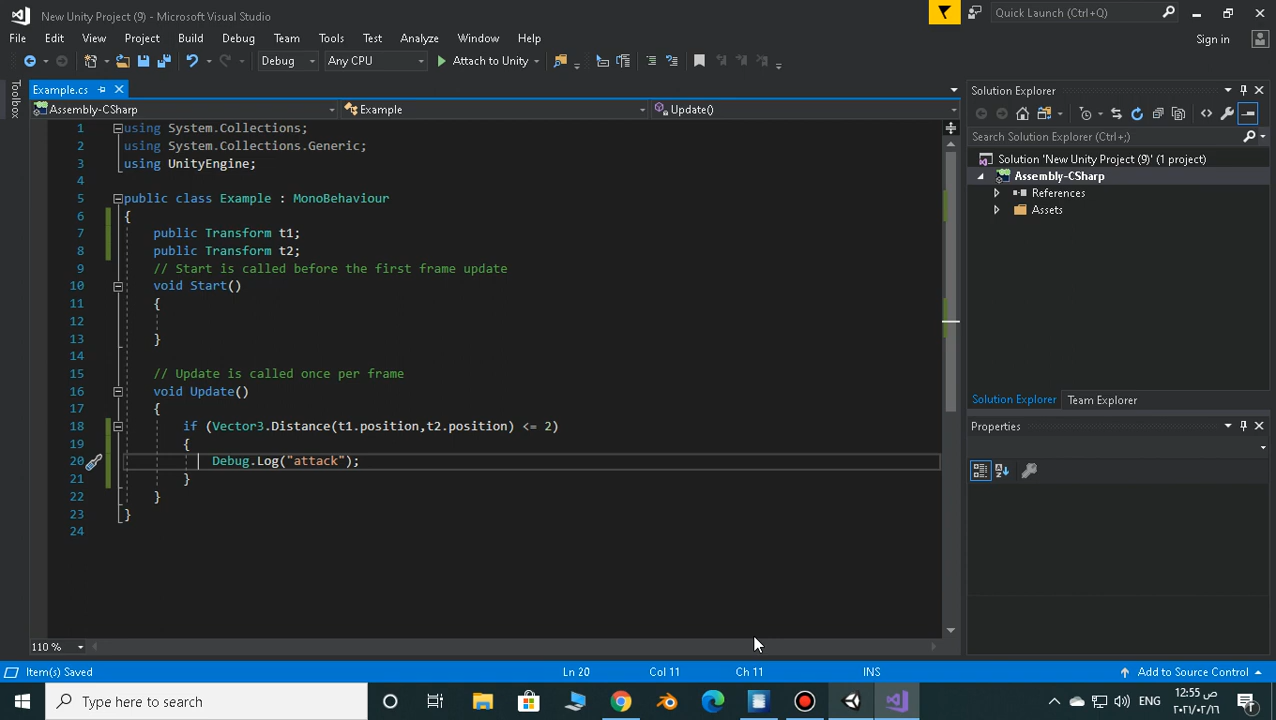 New Unity Project (9) - Microsoft Visual Studio
Quick Launch (Ctrl+Q)
File Edit View Project Build Debug Team Tools Test Analyze Window Help
Sign in
Debug Any CPU Attach to Unity
Toolbox
Example.cs
Assembly-CSharp Example Update()
1 using System.Collections;
2 using System.Collections.Generic;
3 using UnityEngine;
4
5 public class Example : MonoBehaviour
6 {
7 public Transform t1;
8 public Transform t2;
9 // Start is called before the first frame update
10 void Start()
11 {
12
13 }
14
15 // Update is called once per frame
16 void Update()
17 {
18 if (Vector3.Distance(t1.position,t2.position) <= 2)
19 {
20 Debug.Log("attack");
21 }
22 }
23 }
24
110 %
Solution Explorer
Search Solution Explorer (Ctrl+;)
Solution 'New Unity Project (9)' (1 project)
Assembly-CSharp
References
Assets
Solution Explorer Team Explorer
Properties
Item(s) Saved Ln 20 Col 11 Ch 11 INS Add to Source Control
Type here to search
ENG
12:55 ص
٢٠٢١/٠٢/١٦
1